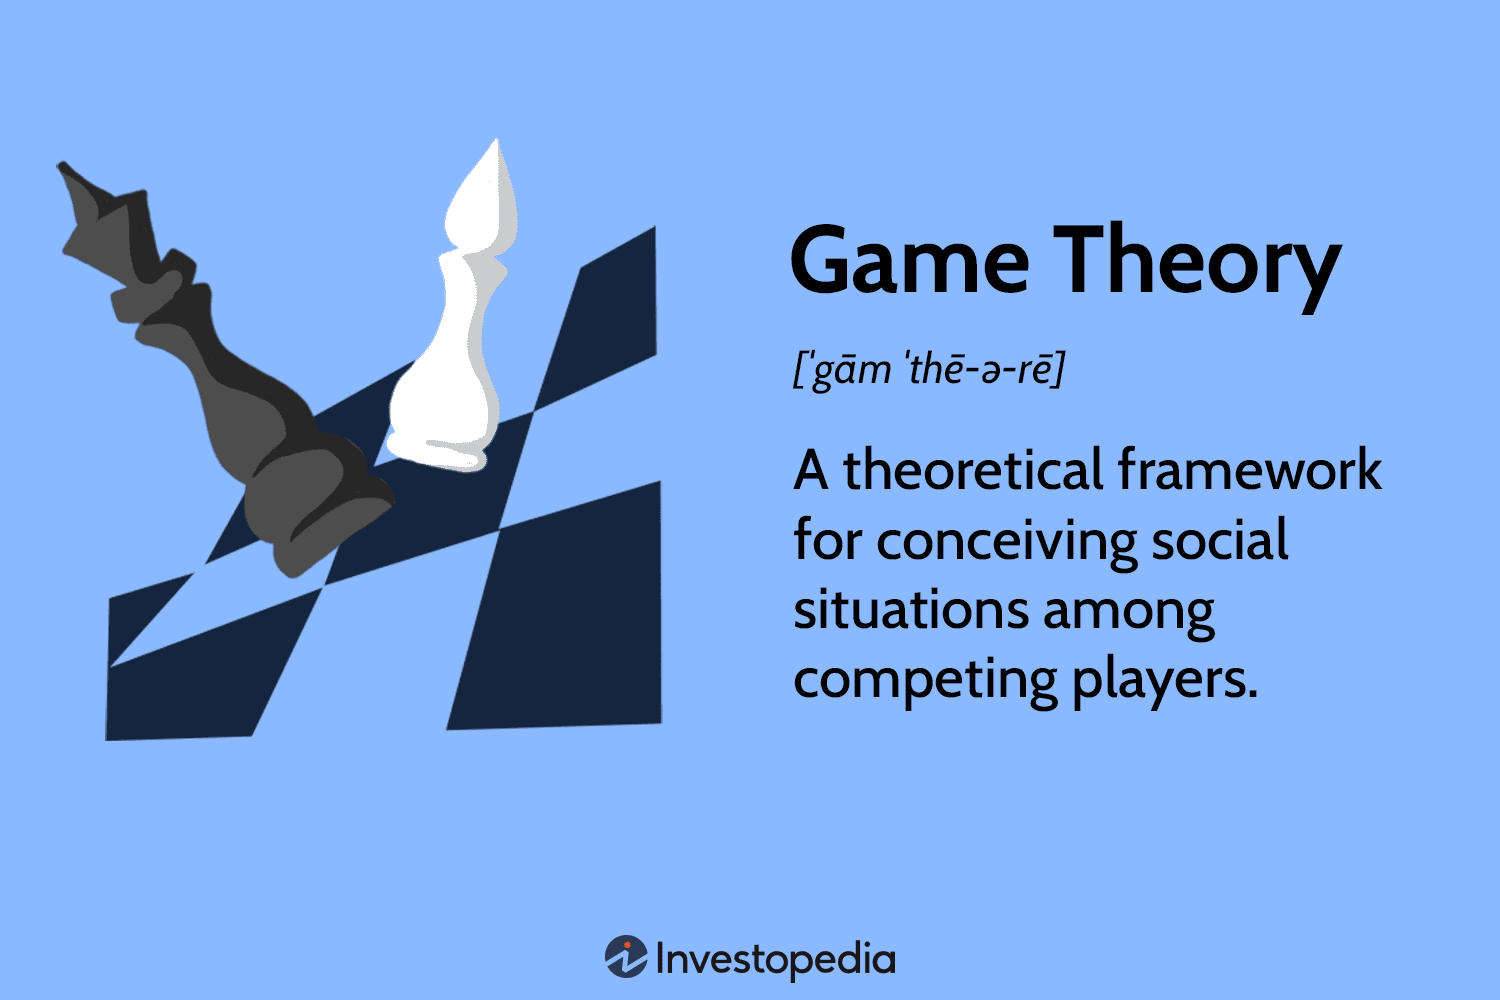 Game Theory
[ˈgām ˈthē-ə-rē]
A theoretical framework
for conceiving social
situations among
competing players.
Investopedia